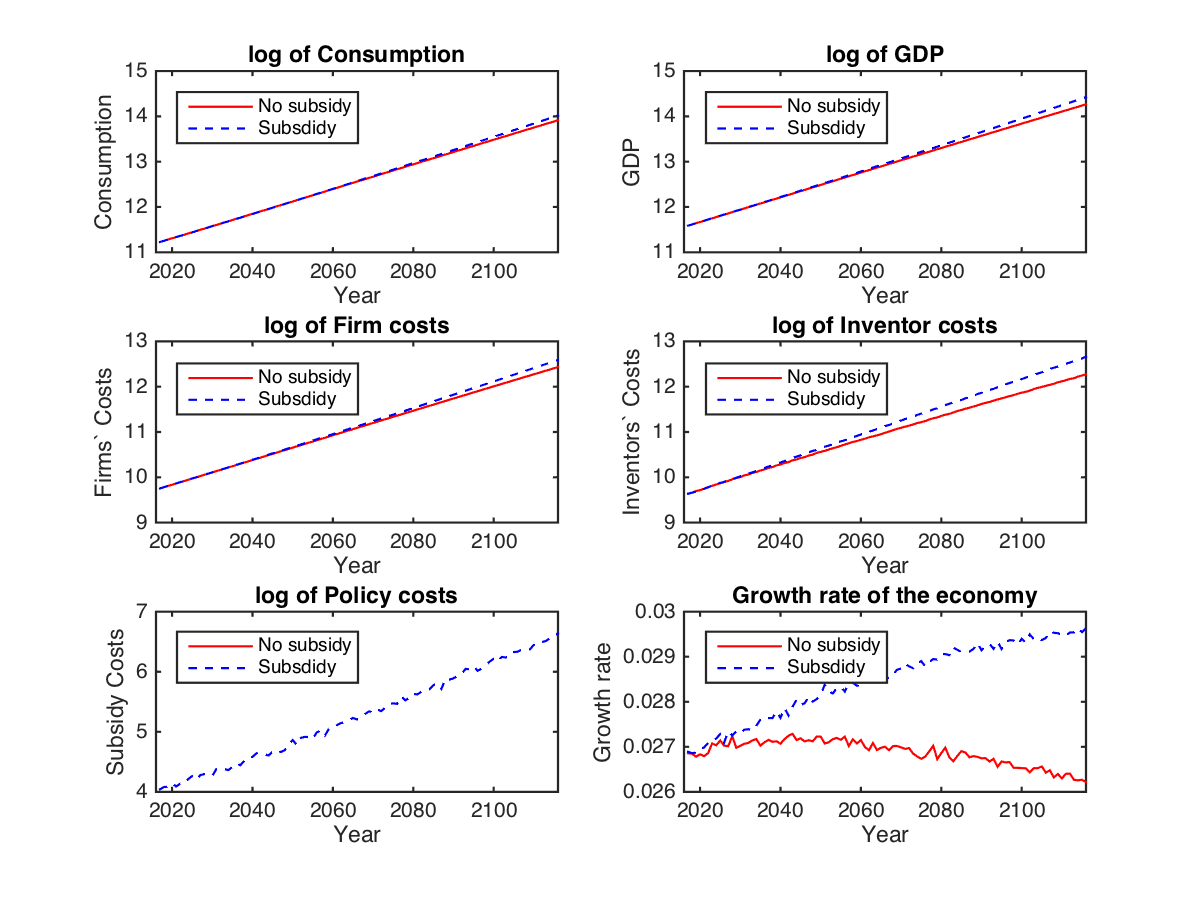 log of Consumption
15
14
13
12
11
Consumption
No subsidy
Subsdidy
2020 2040 2060 2080 2100
Year
log of GDP
15
14
13
12
11
GDP
No subsidy
Subsdidy
2020 2040 2060 2080 2100
Year
log of Firm costs
13
12
11
10
9
Firms` Costs
No subsidy
Subsdidy
2020 2040 2060 2080 2100
Year
log of Inventor costs
13
12
11
10
9
Inventors` Costs
No subsidy
Subsdidy
2020 2040 2060 2080 2100
Year
log of Policy costs
7
6
5
4
Subsidy Costs
No subsidy
Subsdidy
2020 2040 2060 2080 2100
Year
Growth rate of the economy
0.03
0.029
0.028
0.027
0.026
Growth rate
No subsidy
Subsdidy
2020 2040 2060 2080 2100
Year